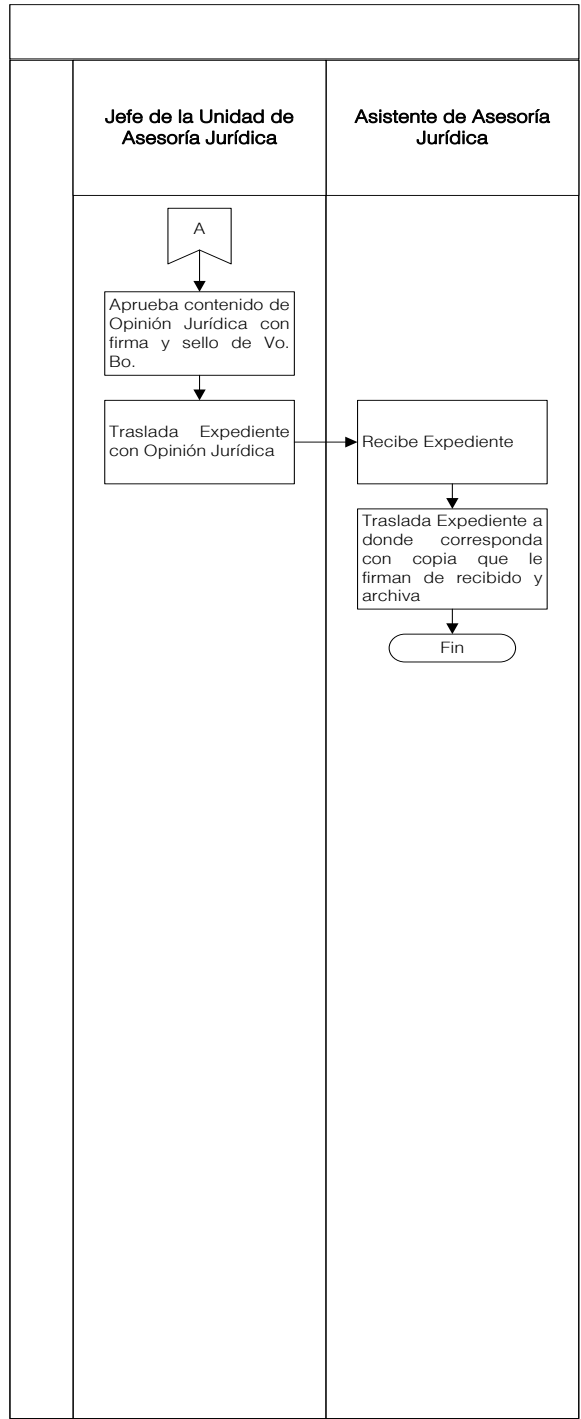 Jefe de la Unidad de
Asesoría Jurídica
Asistente de Asesoría
Jurídica
A
Aprueba contenido de
Opinión Jurídica con
firma y sello de Vo.
Bo.
Traslada Expediente
con Opinión Jurídica
Recibe Expediente
Traslada Expediente a
donde corresponda
con copia que le
firman de recibido y
archiva
Fin